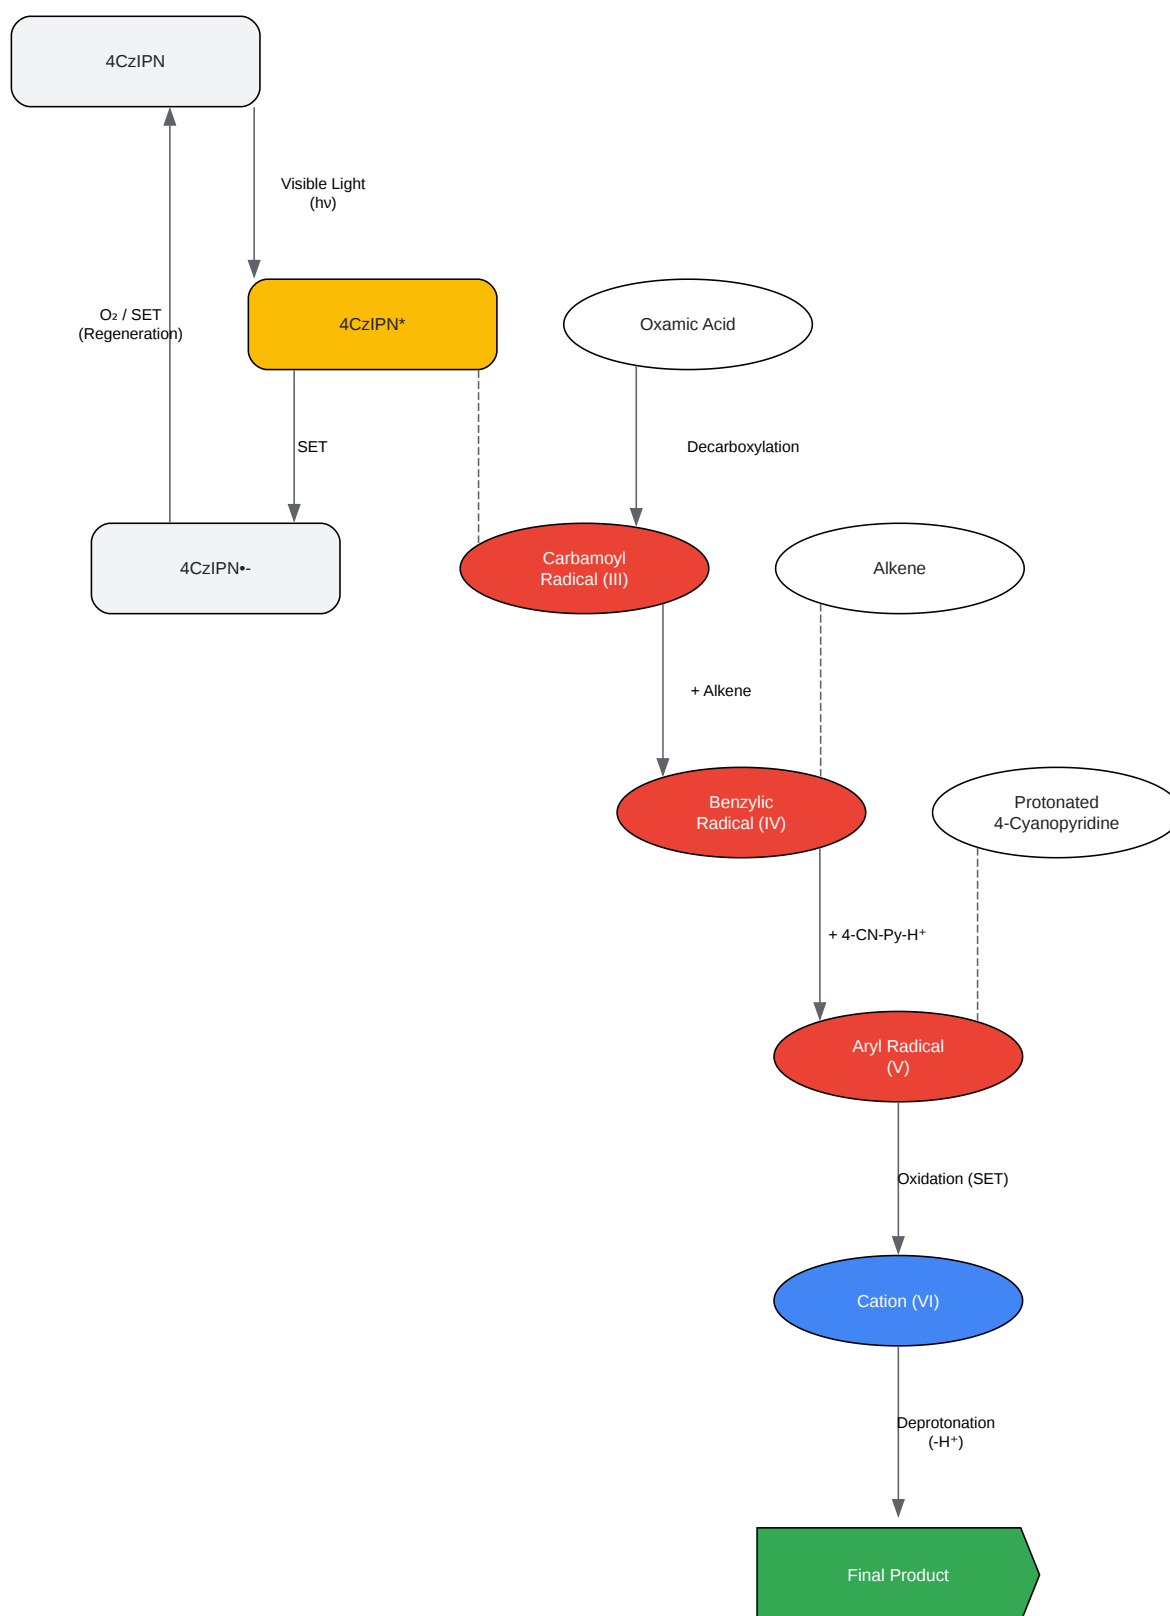 4CzIPN
Visible Light
(hν)
O₂ / SET
(Regeneration)
4CzIPN*
Oxamic Acid
SET
Decarboxylation
4CzIPN•-
Carbamoyl
Radical (III)
Alkene
+ Alkene
Benzylic
Radical (IV)
Protonated
4-Cyanopyridine
+ 4-CN-Py-H⁺
Aryl Radical
(V)
Oxidation (SET)
Cation (VI)
Deprotonation
(-H⁺)
Final Product